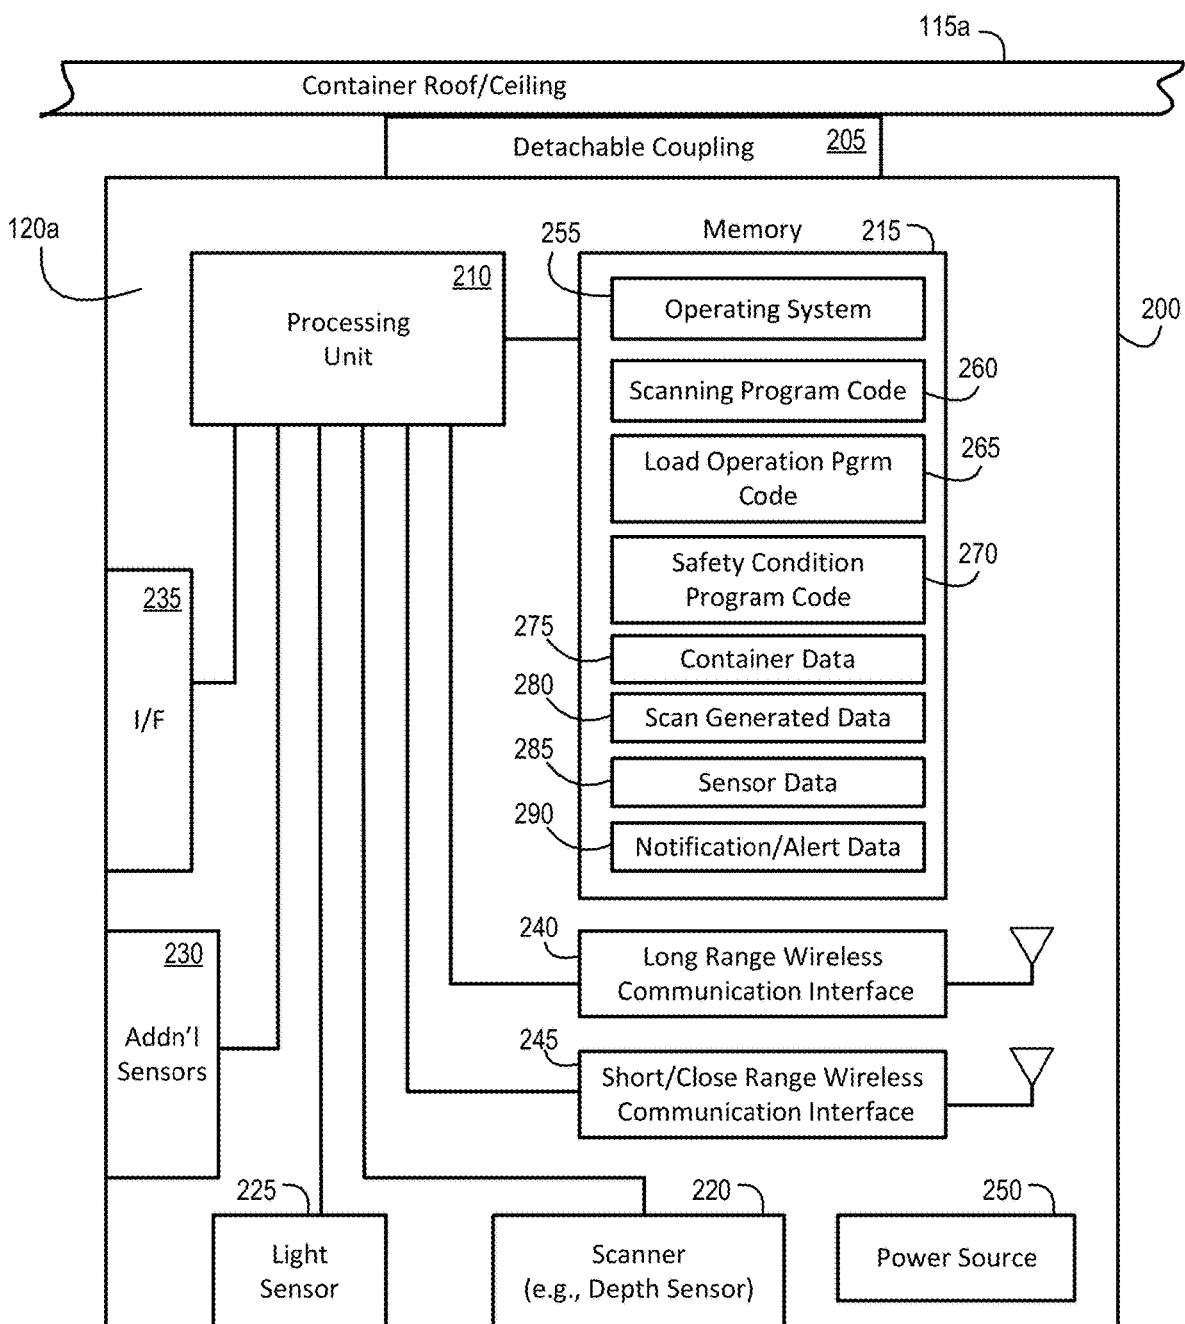 115a
Container Roof/Ceiling
Detachable Coupling
205
120a
255
Memory
215
210
Processing
Unit
Operating System
200
260
Scanning Program Code
265
Load Operation Pgrm
Code
270
Safety Condition
Program Code
235
I/F
275
Container Data
280
Scan Generated Data
285
Sensor Data
290
Notification/Alert Data
240
Long Range Wireless
Communication Interface
230
Addn'l
Sensors
245
Short/Close Range Wireless
Communication Interface
225
Light
Sensor
220
Scanner
(e.g., Depth Sensor)
250
Power Source